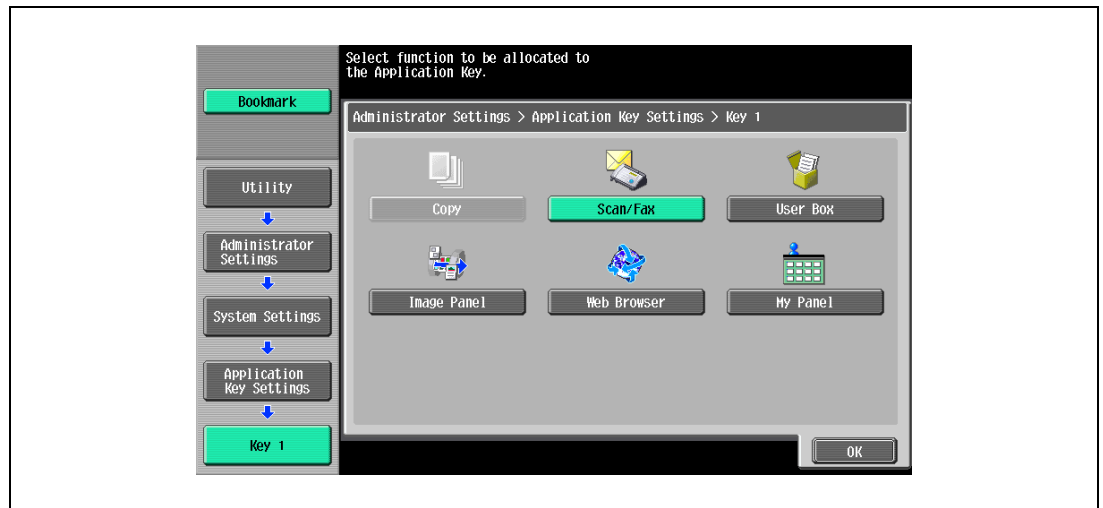 Select function to be allocated to
the Application Key.
Bookmark
Administrator Settings > Application Key Settings > Key 1
Utility
Administrator
Settings
System Settings
Application
Key Settings
Key 1
Copy
Scan/Fax
User Box
Image Panel
Web Browser
My Panel
OK